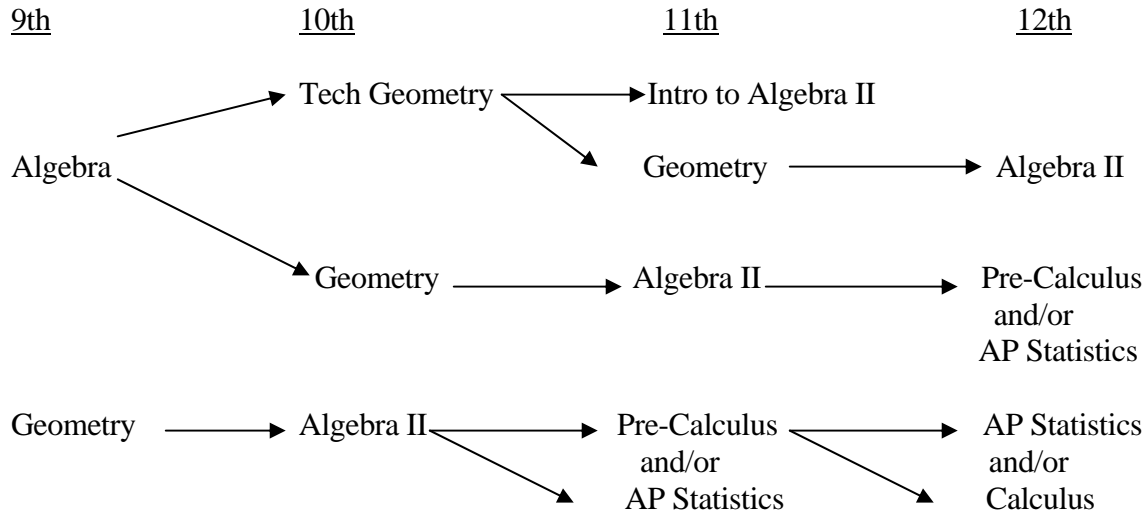 9th 10th 11th 12th
Tech Geometry Intro to Algebra II
Algebra Geometry Algebra II
Geometry Algebra II Pre-Calculus
and/or
AP Statistics
Geometry Algebra II Pre-Calculus AP Statistics
and/or and/or
AP Statistics Calculus